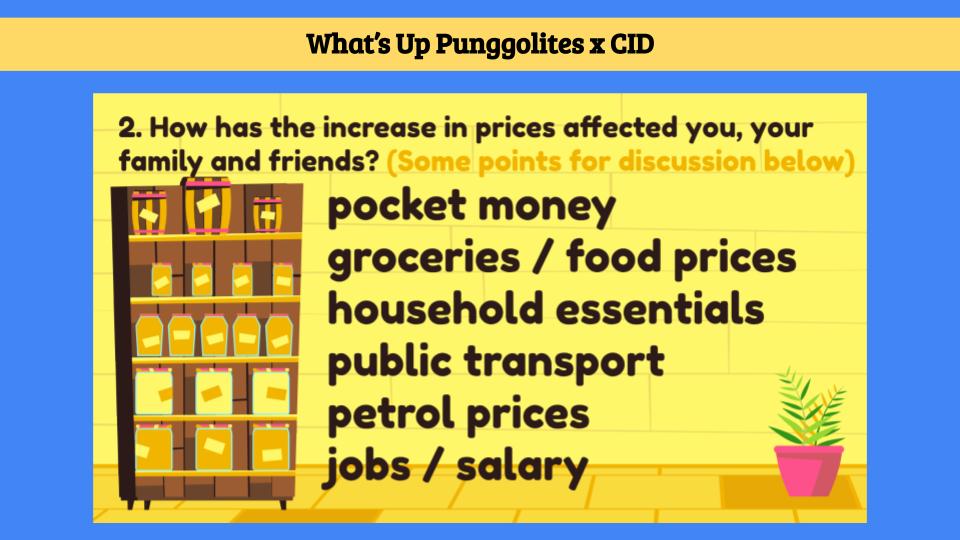 What's Up Punggolites x CID
2. How has the increase in prices affected you, your
family and friends? (Some points for discussion below)
pocket money
groceries / food prices
household essentials
public transport
petrol prices
jobs / salary